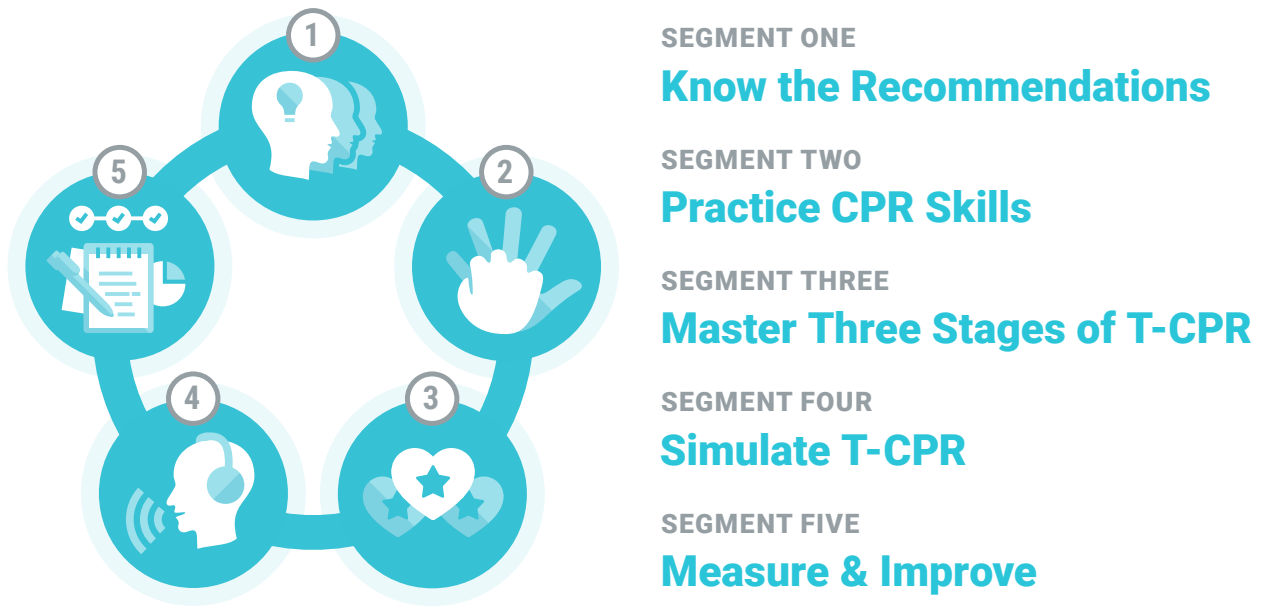 1
2
3
4
5
SEGMENT ONE
Know the Recommendations
SEGMENT TWO
Practice CPR Skills
SEGMENT THREE
Master Three Stages of T-CPR
SEGMENT FOUR
Simulate T-CPR
SEGMENT FIVE
Measure & Improve